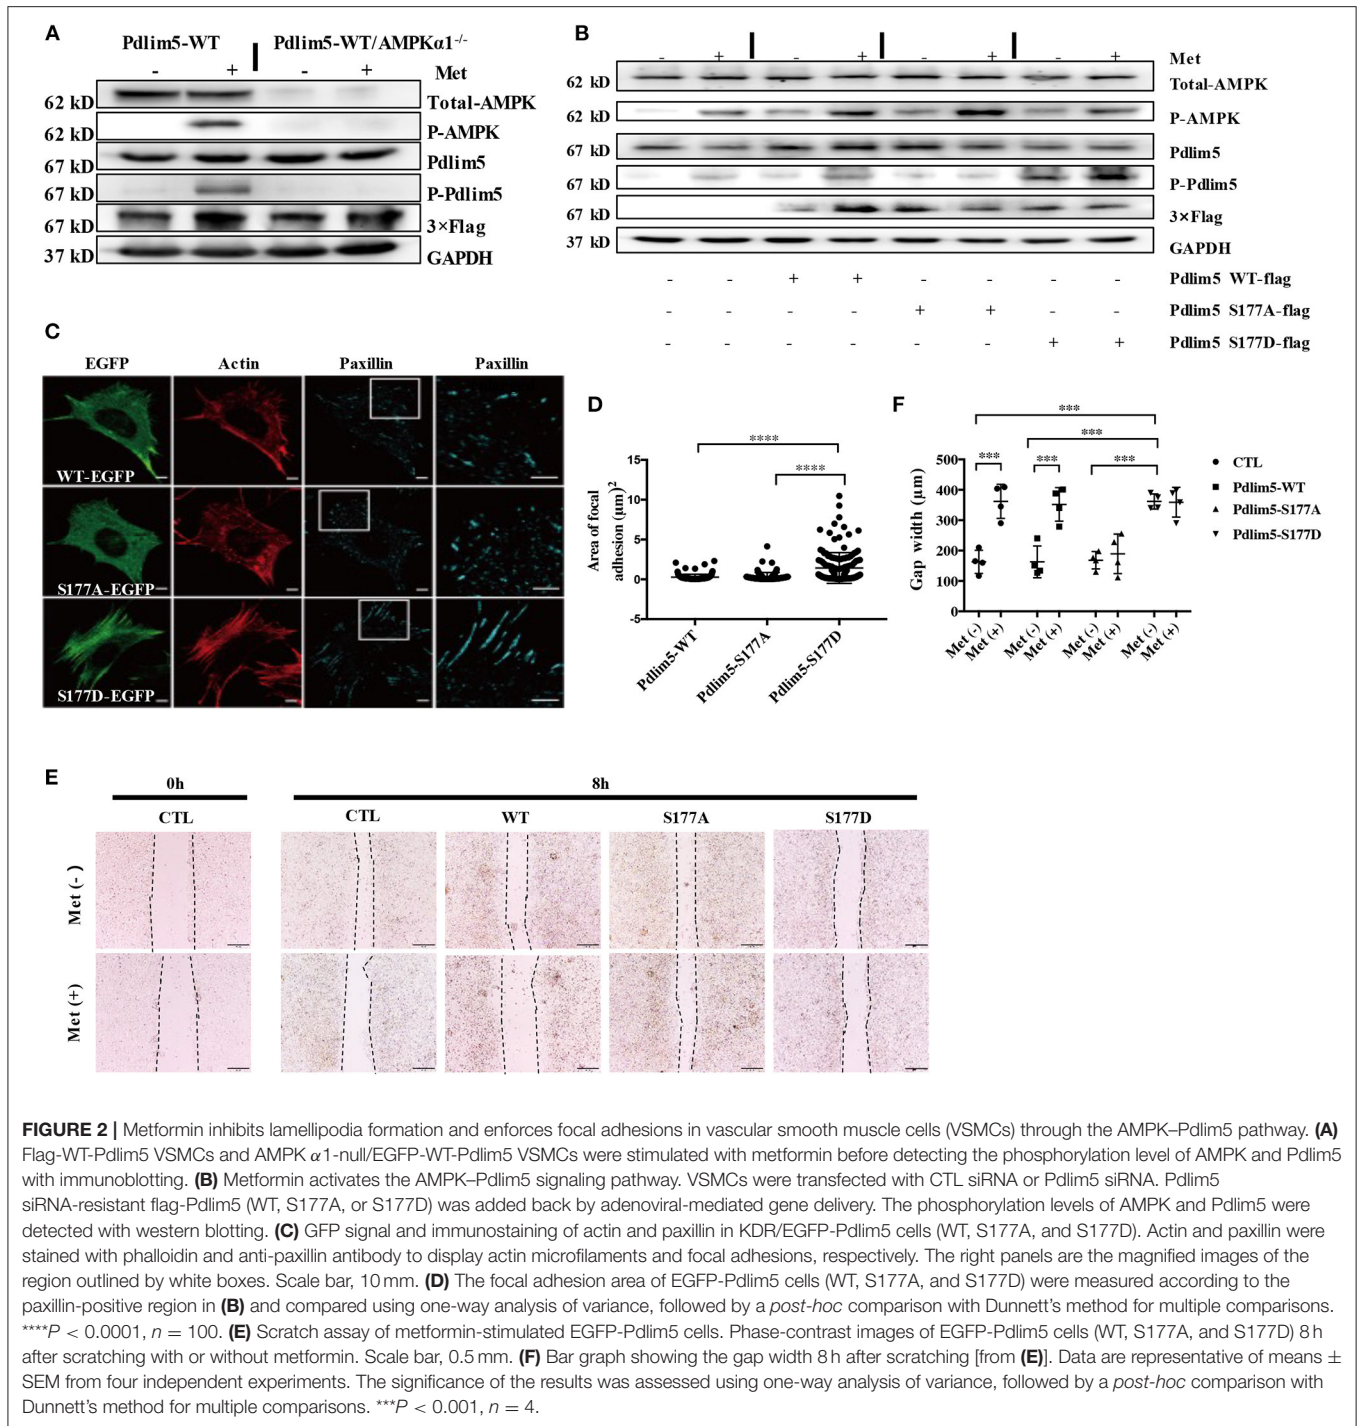 A
Pdlim5-WT Pdlim5-WT/AMPKα1-/-
- + - + Met
62 kD Total-AMPK
62 kD P-AMPK
67 kD Pdlim5
67 kD P-Pdlim5
67 kD 3×Flag
37 kD GAPDH
B
- + - + - + - + Met
62 kD Total-AMPK
62 kD P-AMPK
67 kD Pdlim5
67 kD P-Pdlim5
67 kD 3×Flag
37 kD GAPDH
- - + + - - - - Pdlim5 WT-flag
- - - - + + - - Pdlim5 S177A-flag
- - - - - - + + Pdlim5 S177D-flag
C
EGFP Actin Paxillin Paxillin
WT-EGFP
S177A-EGFP
S177D-EGFP
D
**** 
****
Area of focal
adhesion (μm)2
15
10
5
0
-5
Pdlim5-WT Pdlim5-S177A Pdlim5-S177D
F
***
***
*** *** ***
Gap width (μm)
500
400
300
200
100
0
Met (-) Met (+) Met (-) Met (+) Met (-) Met (+) Met (-) Met (+)
CTL
Pdlim5-WT
Pdlim5-S177A
Pdlim5-S177D
E
0h 8h
CTL CTL WT S177A S177D
Met (-)
Met (+)
FIGURE 2 | Metformin inhibits lamellipodia formation and enforces focal adhesions in vascular smooth muscle cells (VSMCs) through the AMPK–Pdlim5 pathway. (A)
Flag-WT-Pdlim5 VSMCs and AMPK α1-null/EGFP-WT-Pdlim5 VSMCs were stimulated with metformin before detecting the phosphorylation level of AMPK and Pdlim5
with immunoblotting. (B) Metformin activates the AMPK–Pdlim5 signaling pathway. VSMCs were transfected with CTL siRNA or Pdlim5 siRNA. Pdlim5
siRNA-resistant flag-Pdlim5 (WT, S177A, or S177D) was added back by adenoviral-mediated gene delivery. The phosphorylation levels of AMPK and Pdlim5 were
detected with western blotting. (C) GFP signal and immunostaining of actin and paxillin in KDR/EGFP-Pdlim5 cells (WT, S177A, and S177D). Actin and paxillin were
stained with phalloidin and anti-paxillin antibody to display actin microfilaments and focal adhesions, respectively. The right panels are the magnified images of the
region outlined by white boxes. Scale bar, 10 mm. (D) The focal adhesion area of EGFP-Pdlim5 cells (WT, S177A, and S177D) were measured according to the
paxillin-positive region in (B) and compared using one-way analysis of variance, followed by a post-hoc comparison with Dunnett's method for multiple comparisons.
****P < 0.0001, n = 100. (E) Scratch assay of metformin-stimulated EGFP-Pdlim5 cells. Phase-contrast images of EGFP-Pdlim5 cells (WT, S177A, and S177D) 8 h
after scratching with or without metformin. Scale bar, 0.5 mm. (F) Bar graph showing the gap width 8 h after scratching [from (E)]. Data are representative of means ±
SEM from four independent experiments. The significance of the results was assessed using one-way analysis of variance, followed by a post-hoc comparison with
Dunnett's method for multiple comparisons. ***P < 0.001, n = 4.